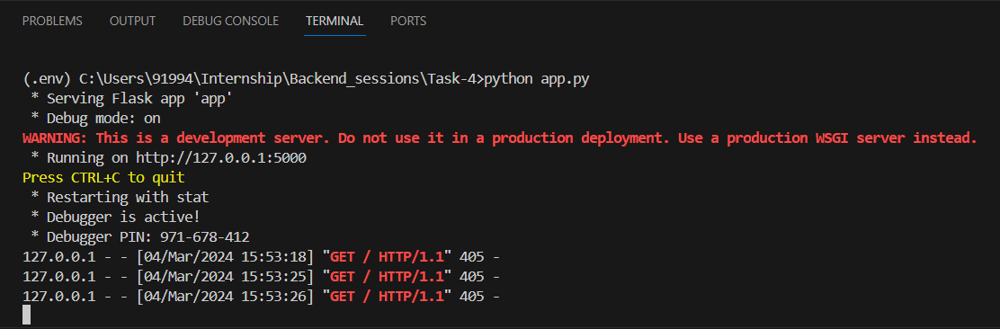 PROBLEMS OUTPUT DEBUG CONSOLE TERMINAL PORTS
(.env) C:\Users\91994\Internship\Backend_sessions\Task-4>python app.py
 * Serving Flask app 'app'
 * Debug mode: on
WARNING: This is a development server. Do not use it in a production deployment. Use a production WSGI server instead.
 * Running on http://127.0.0.1:5000
Press CTRL+C to quit
 * Restarting with stat
 * Debugger is active!
 * Debugger PIN: 971-678-412
127.0.0.1 - - [04/Mar/2024 15:53:18] "GET / HTTP/1.1" 405 -
127.0.0.1 - - [04/Mar/2024 15:53:25] "GET / HTTP/1.1" 405 -
127.0.0.1 - - [04/Mar/2024 15:53:26] "GET / HTTP/1.1" 405 -